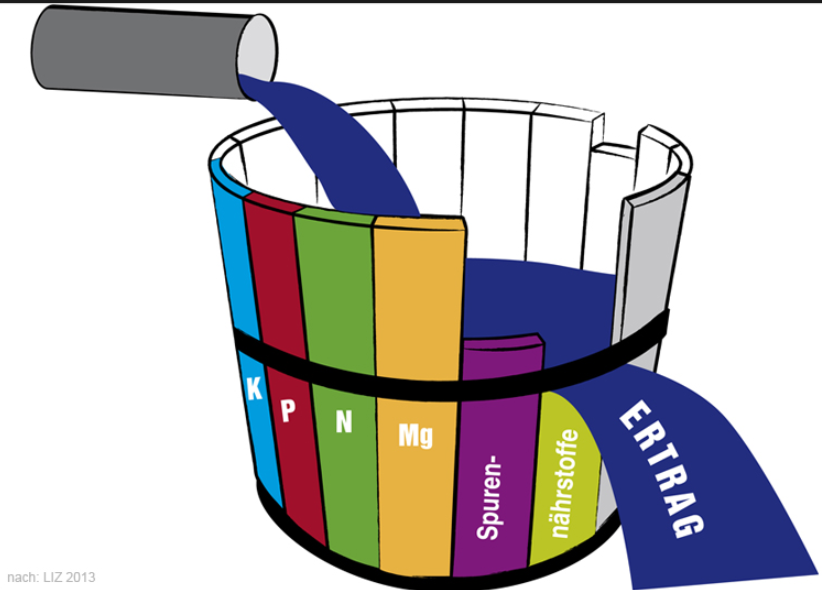 K
P
N
Mg
Spuren-
nährstoffe
ERTRAG
nach: LIZ 2013